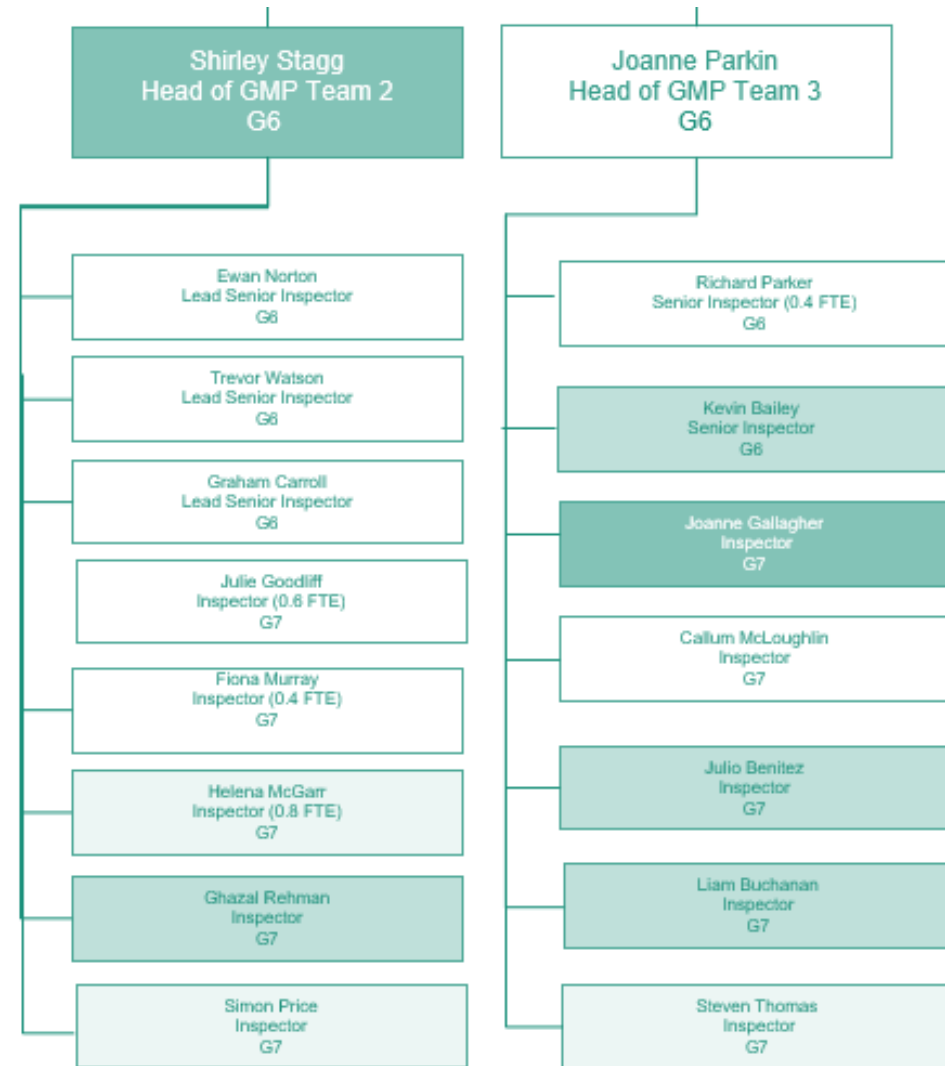 Shirley Stagg
Head of GMP Team 2
G6
Ewan Norton
Lead Senior Inspector
G6
Trevor Watson
Lead Senior Inspector
G6
Graham Carroll
Lead Senior Inspector
G6
Julie Goodliff
Inspector (0.6 FTE)
G7
Fiona Murray
Inspector (0.4 FTE)
G7
Helena McGarr
Inspector (0.8 FTE)
G7
Ghazal Rehman
Inspector
G7
Simon Price
Inspector
G7
Joanne Parkin
Head of GMP Team 3
G6
Richard Parker
Senior Inspector (0.4 FTE)
G6
Kevin Bailey
Senior Inspector
G6
Joanne Gallagher
Inspector
G7
Callum McLoughlin
Inspector
G7
Julio Benitez
Inspector
G7
Liam Buchanan
Inspector
G7
Steven Thomas
Inspector
G7